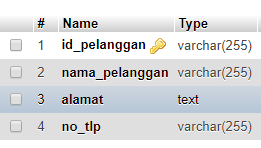 # Name Type
1 id_pelanggan varchar(255)
2 nama_pelanggan varchar(255)
3 alamat text
4 no_tlp varchar(255)